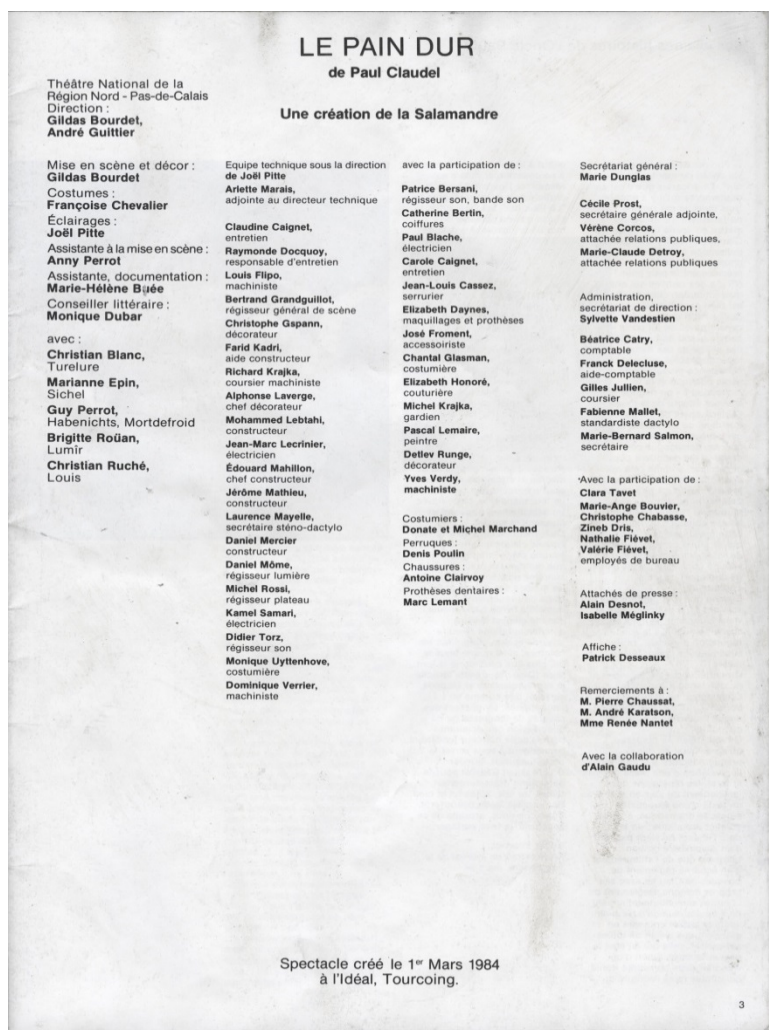 LE PAIN DUR
de Paul Claudel
Une création de la Salamandre
Théâtre National de la
Région Nord - Pas-de-Calais
Direction :
Gildas Bourdet,
André Guittier
Mise en scène et décor :
Gildas Bourdet
Costumes :
Françoise Chevalier
Éclairages :
Joël Pitte
Assistante à la mise en scène :
Anny Perrot
Assistante, documentation :
Marie-Hélène Buée
Conseiller littéraire :
Monique Dubar
avec :
Christian Blanc,
Turelure
Marianne Epin,
Sichel
Guy Perrot,
Habenichts, Mortdefroid
Brigitte Roüan,
Lumîr
Christian Ruché,
Louis
Equipe technique sous la direction
de Joël Pitte
Arlette Marais,
adjointe au directeur technique
Claudine Caignet,
entretien
Raymonde Docquoy,
responsable d'entretien
Louis Flipo,
machiniste
Bertrand Grandguillot,
régisseur général de scène
Christophe Gspann,
décorateur
Farid Kadri,
aide constructeur
Richard Krajka,
coursier machiniste
Alphonse Laverge,
chef décorateur
Mohammed Lebtahi,
constructeur
Jean-Marc Lecrinier,
électricien
Édouard Mahillon,
chef constructeur
Jérôme Mathieu,
constructeur
Laurence Mayelle,
secrétaire sténo-dactylo
Daniel Mercier
constructeur
Daniel Môme,
régisseur lumière
Michel Rossi,
régisseur plateau
Kamel Samari,
électricien
Didier Torz,
régisseur son
Monique Uyttenhove,
costumière
Dominique Verrier,
machiniste
avec la participation de :
Patrice Bersani,
régisseur son, bande son
Catherine Bertin,
coiffures
Paul Blache,
électricien
Carole Caignet,
entretien
Jean-Louis Cassez,
serrurier
Elizabeth Daynes,
maquillages et prothèses
José Froment,
accessoiriste
Chantal Glasman,
costumière
Elizabeth Honoré,
couturière
Michel Krajka,
gardien
Pascal Lemaire,
peintre
Detlev Runge,
décorateur
Yves Verdy,
machiniste
Costumiers :
Donate et Michel Marchand
Perruques :
Denis Poulin
Chaussures :
Antoine Clairvoy
Prothèses dentaires :
Marc Lemant
Secrétariat général :
Marie Dunglas
Cécile Prost,
secrétaire générale adjointe,
Vérène Corcos,
attachée relations publiques,
Marie-Claude Detroy,
attachée relations publiques
Administration,
secrétariat de direction :
Sylvette Vandestien
Béatrice Catry,
comptable
Franck Delecluse,
aide-comptable
Gilles Jullien,
coursier
Fabienne Mallet,
standardiste dactylo
Marie-Bernard Salmon,
secrétaire
Avec la participation de
Clara Tavet
Marie-Ange Bouvier,
Christophe Chabasse,
Zineb Dris,
Nathalie Fiévet,
Valérie Fiévet,
employés de bureau
Attachés de presse :
Alain Desnot,
Isabelle Méglinky
Affiche :
Patrick Desseaux
Remerciements à :
M. Pierre Chaussat,
M. André Karatson,
Mme Renée Nantet
Avec la collaboration
d'Alain Gaudu
Spectacle créé le 1er Mars 1984
à l'Idéal, Tourcoing.
3